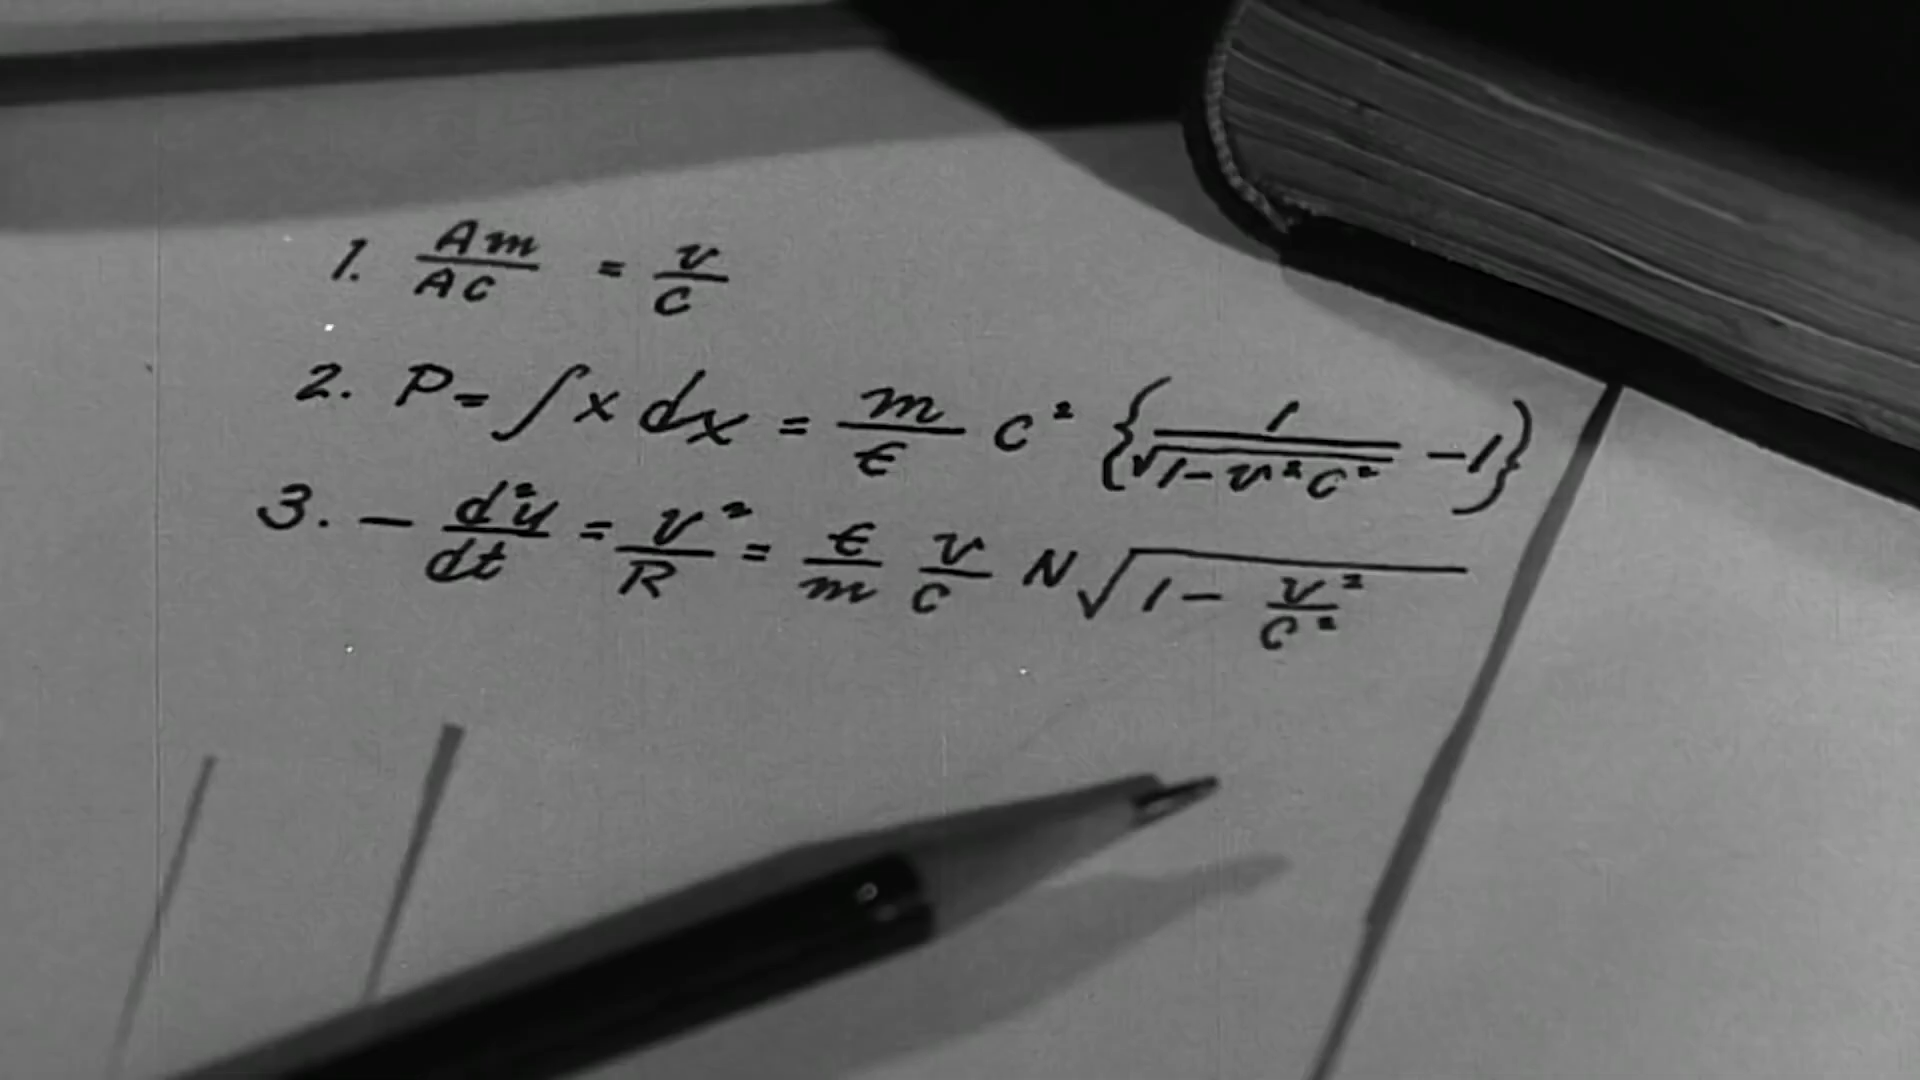 1. Am/Ac = v/c
2. P = ∫ x dx = m/ε c² { 1/√(1-v²c²) -1 }
3. - d²y/dt = v²/R = ε/m v/c N √(1 - v²/c²)